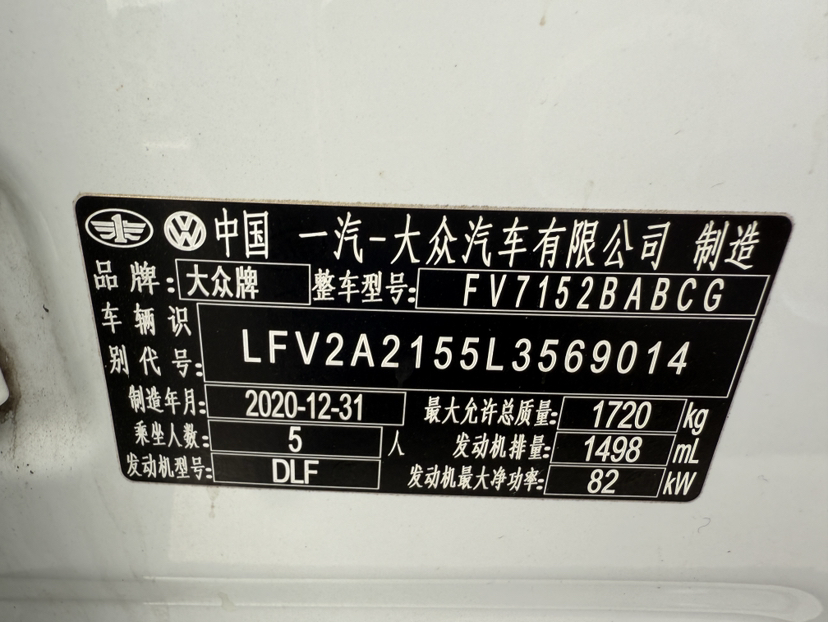 中国 一汽-大众汽车有限公司 制造
品牌: 大众牌 整车型号: FV7152BABCG
车辆识别代号: LFV2A2155L3569014
制造年月: 2020-12-31 最大允许总质量: 1720 kg
乘坐人数: 5 人 发动机排量: 1498 mL
发动机型号: DLF 发动机最大净功率: 82 kW